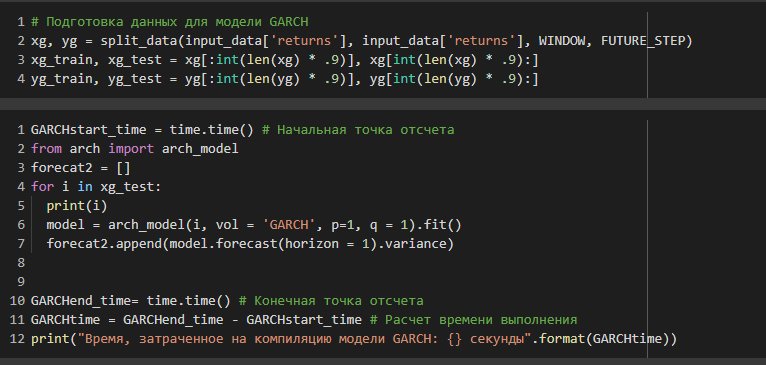 1 # Подготовка данных для модели GARCH
2 xg, yg = split_data(input_data['returns'], input_data['returns'], WINDOW, FUTURE_STEP)
3 xg_train, xg_test = xg[:int(len(xg) * .9)], xg[int(len(xg) * .9):]
4 yg_train, yg_test = yg[:int(len(yg) * .9)], yg[int(len(yg) * .9):]
1 GARCHstart_time = time.time() # Начальная точка отсчета
2 from arch import arch_model
3 forecat2 = []
4 for i in xg_test:
5   print(i)
6   model = arch_model(i, vol = 'GARCH', p=1, q = 1).fit()
7   forecat2.append(model.forecast(horizon = 1).variance)
8
9
10 GARCHend_time= time.time() # Конечная точка отсчета
11 GARCHtime = GARCHend_time - GARCHstart_time # Расчет времени выполнения
12 print("Время, затраченное на компиляцию модели GARCH: {} секунды".format(GARCHtime))